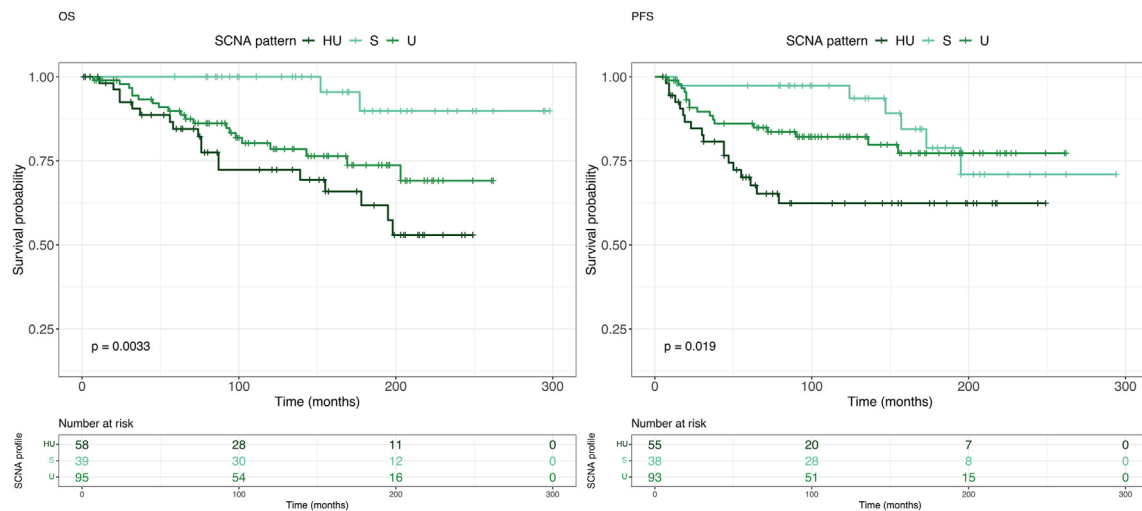 OS
SCNA pattern HU S U
1.00
0.75
0.50
0.25
Survival probability
p = 0.0033
0 100 200 300
Time (months)
Number at risk
SCNA profile
HU 58 28 11 0
S 39 30 12 0
U 95 54 16 0
0 100 200 300
Time (months)
PFS
SCNA pattern HU S U
1.00
0.75
0.50
0.25
Survival probability
p = 0.019
0 100 200 300
Time (months)
Number at risk
SCNA profile
HU 55 20 7 0
S 38 28 8 0
U 93 51 15 0
0 100 200 300
Time (months)